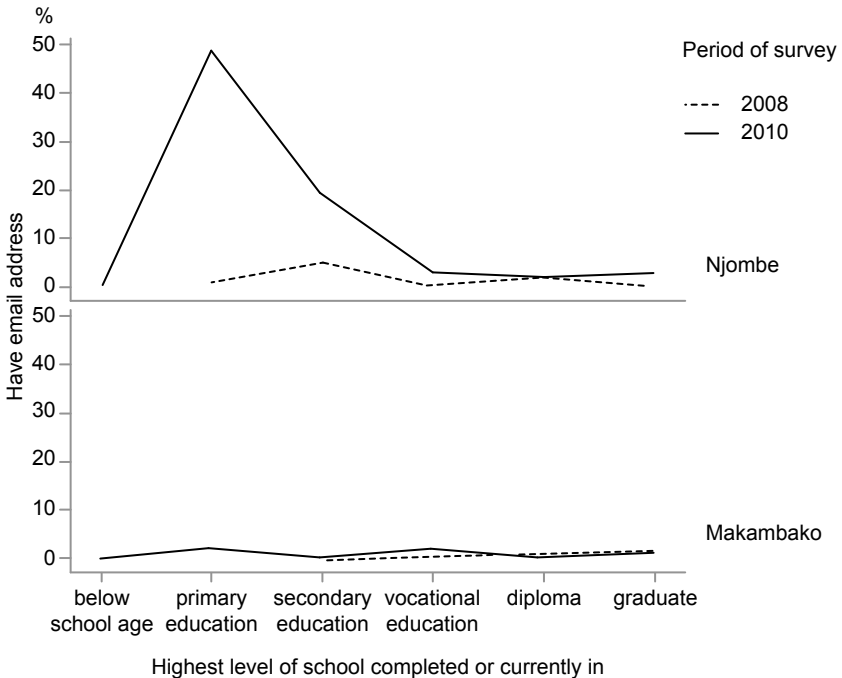 %
50
40
30
20
10
0
Have email address
Period of survey
2008
2010
Njombe
50
40
30
20
10
0
Makambako
below
school age
primary
education
secondary
education
vocational
education
diploma
graduate
Highest level of school completed or currently in